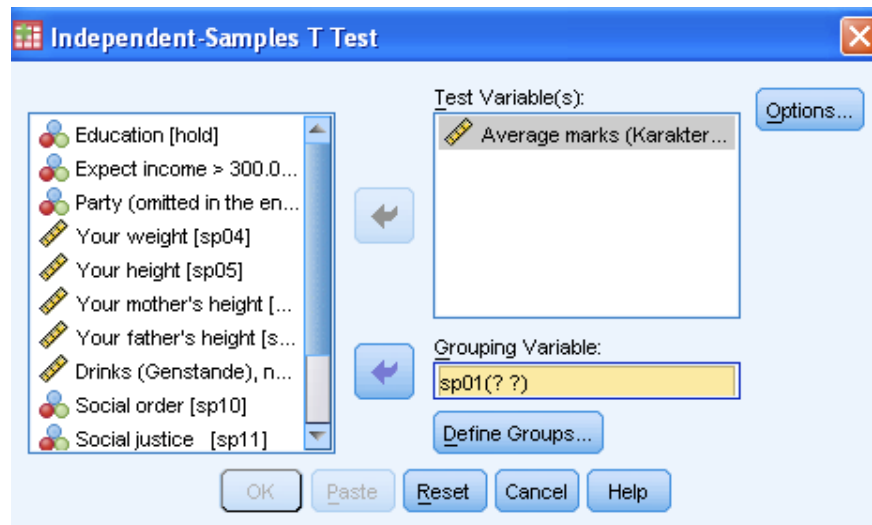 Independent-Samples T Test
Education [hold]
Expect income > 300.0...
Party (omitted in the en...
Your weight [sp04]
Your height [sp05]
Your mother's height [...
Your father's height [s...
Drinks (Genstande), n...
Social order [sp10]
Social justice [sp11]
Test Variable(s):
Average marks (Karakter...
Options...
Grouping Variable:
sp01(? ?)
Define Groups...
OK Paste Reset Cancel Help